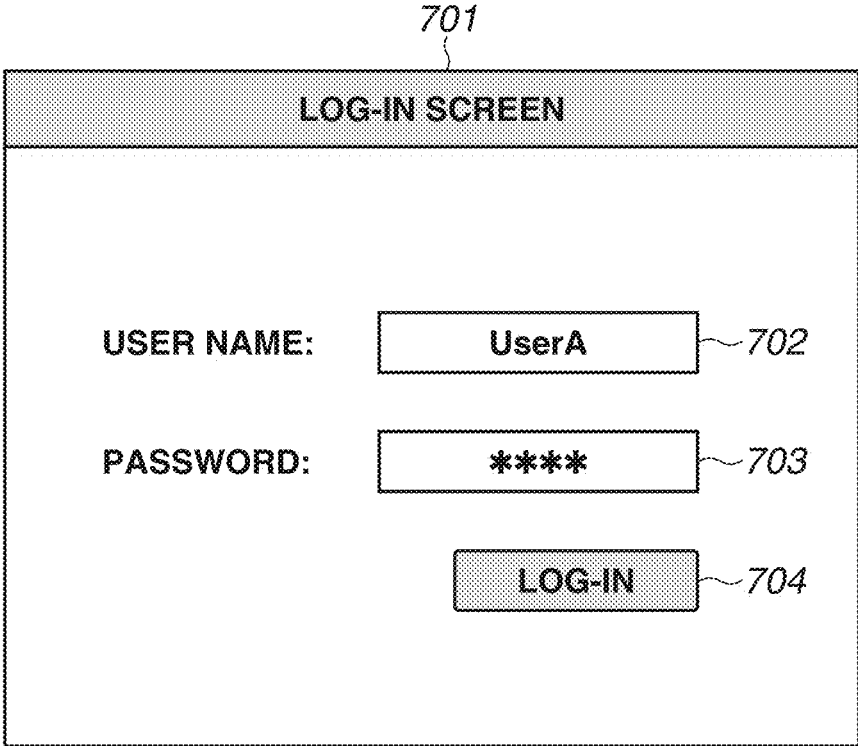 701
LOG-IN SCREEN
USER NAME: UserA 702
PASSWORD: **** 703
LOG-IN 704